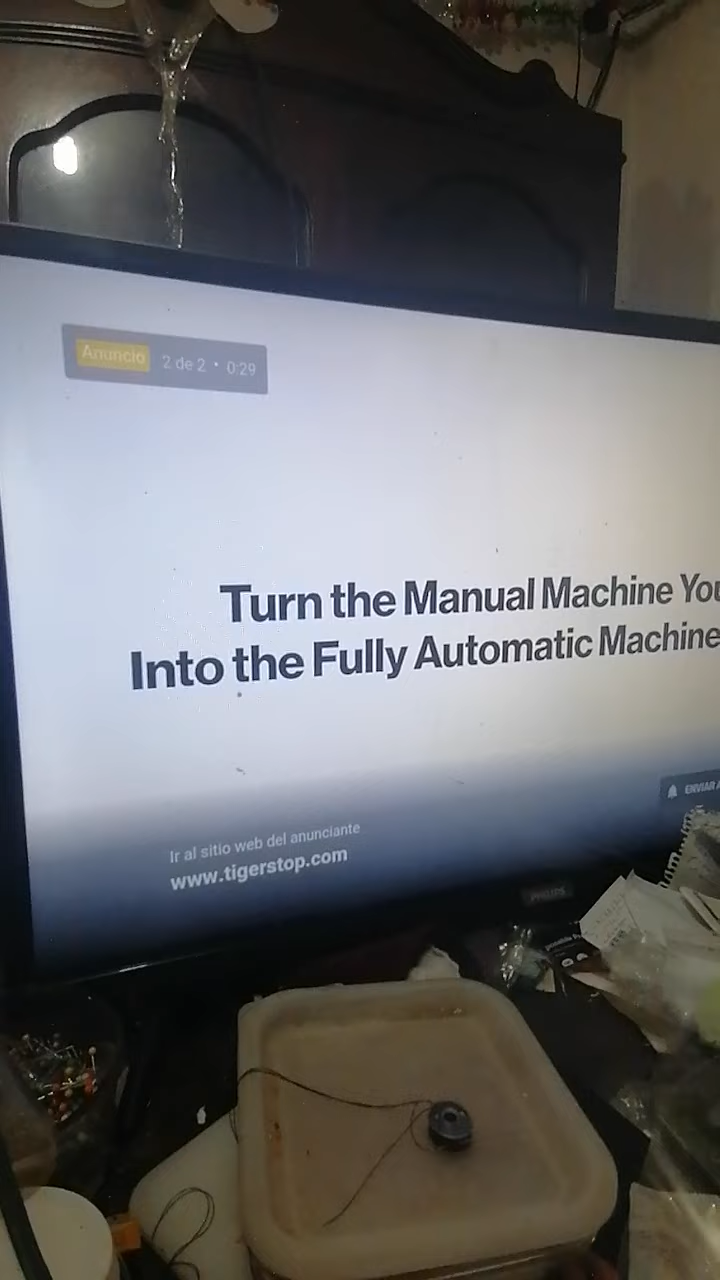 Anuncio 2 de 2 • 0:29
Turn the Manual Machine You
Into the Fully Automatic Machine
ENVIAR A
Ir al sitio web del anunciante
www.tigerstop.com
PHILIPS